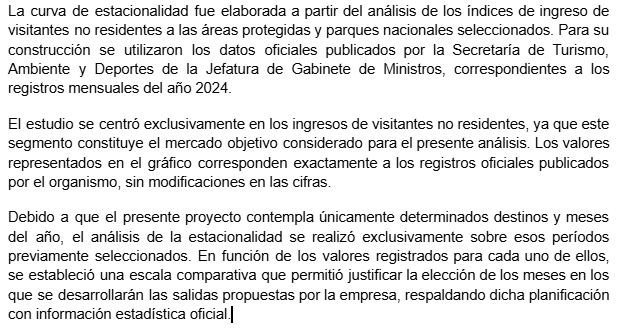 La curva de estacionalidad fue elaborada a partir del análisis de los índices de ingreso de
visitantes no residentes a las áreas protegidas y parques nacionales seleccionados. Para su
construcción se utilizaron los datos oficiales publicados por la Secretaría de Turismo,
Ambiente y Deportes de la Jefatura de Gabinete de Ministros, correspondientes a los
registros mensuales del año 2024.
El estudio se centró exclusivamente en los ingresos de visitantes no residentes, ya que este
segmento constituye el mercado objetivo considerado para el presente análisis. Los valores
representados en el gráfico corresponden exactamente a los registros oficiales publicados
por el organismo, sin modificaciones en las cifras.
Debido a que el presente proyecto contempla únicamente determinados destinos y meses
del año, el análisis de la estacionalidad se realizó exclusivamente sobre esos períodos
previamente seleccionados. En función de los valores registrados para cada uno de ellos,
se estableció una escala comparativa que permitió justificar la elección de los meses en los
que se desarrollarán las salidas propuestas por la empresa, respaldando dicha planificación
con información estadística oficial.